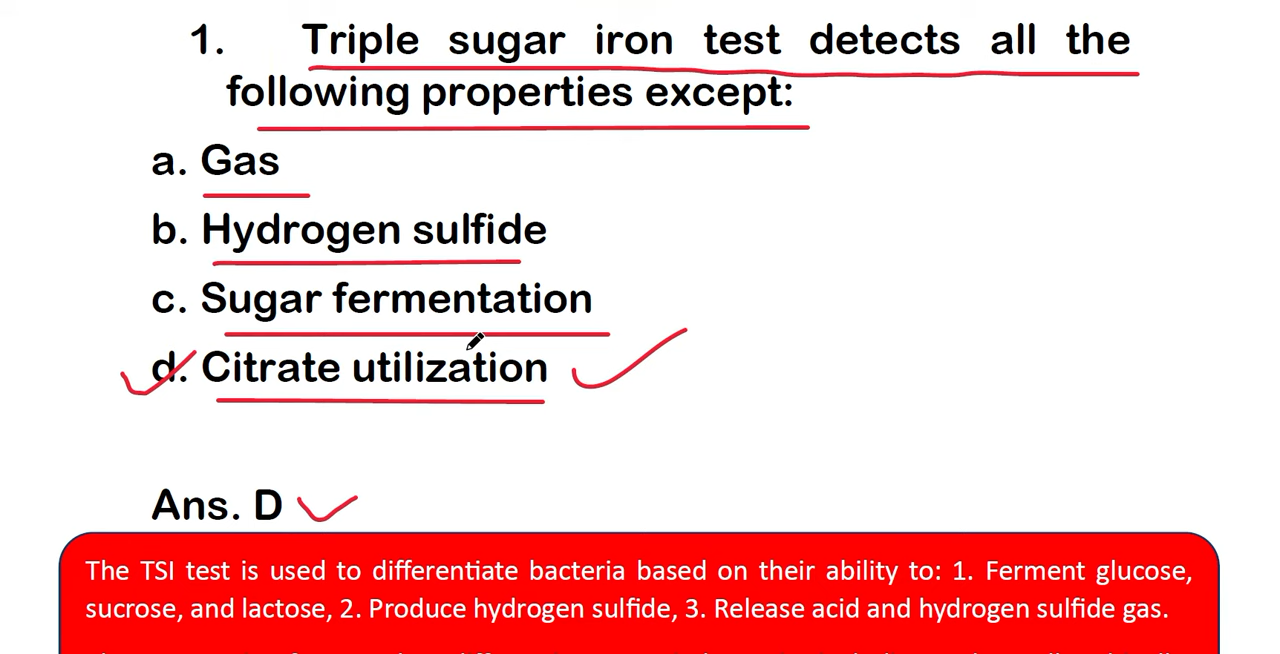 1. Triple sugar iron test detects all the
following properties except:
a. Gas
b. Hydrogen sulfide
c. Sugar fermentation
d. Citrate utilization
Ans. D
The TSI test is used to differentiate bacteria based on their ability to: 1. Ferment glucose,
sucrose, and lactose, 2. Produce hydrogen sulfide, 3. Release acid and hydrogen sulfide gas.